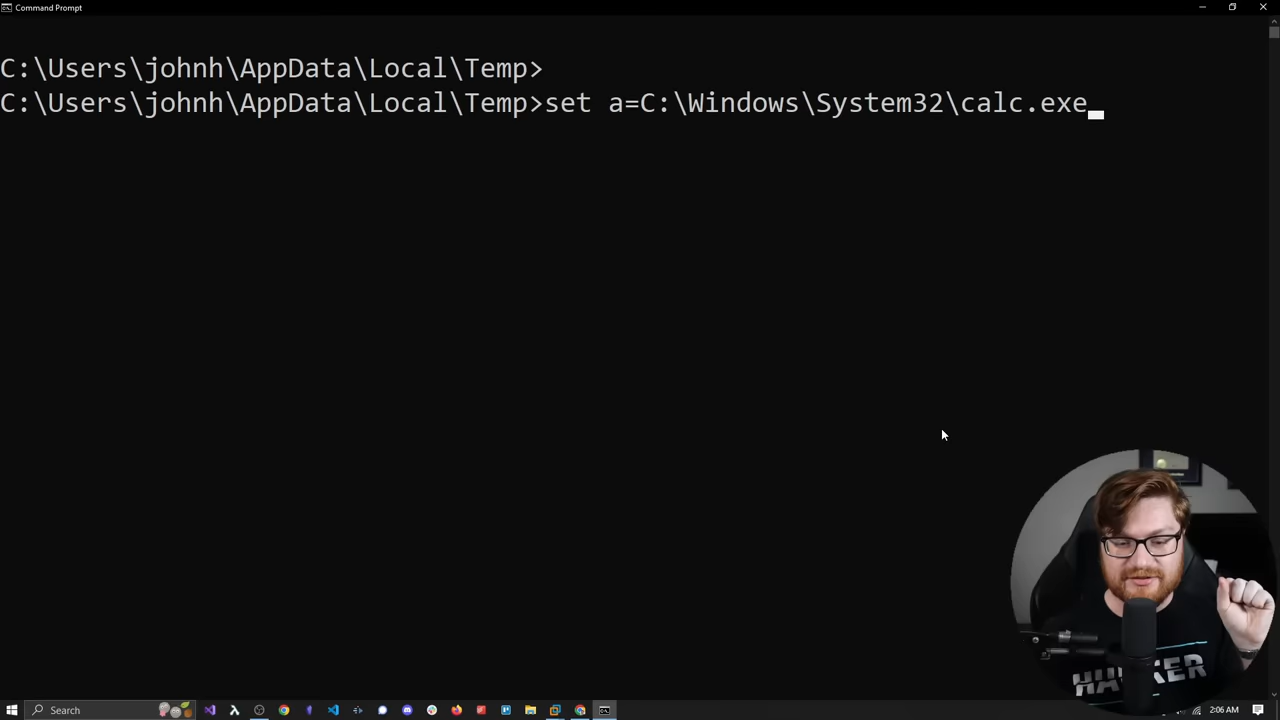 Command Prompt
C:\Users\johnh\AppData\Local\Temp>
C:\Users\johnh\AppData\Local\Temp>set a=C:\Windows\System32\calc.exe
Search
2:06 AM